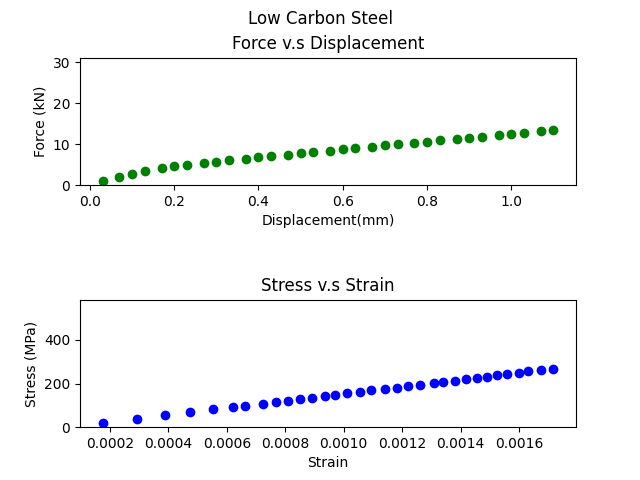 Low Carbon Steel
Force v.s Displacement
30
20
10
0
Force (kN)
0.0 0.2 0.4 0.6 0.8 1.0
Displacement(mm)
Stress v.s Strain
400
200
0
Stress (MPa)
0.0002 0.0004 0.0006 0.0008 0.0010 0.0012 0.0014 0.0016
Strain